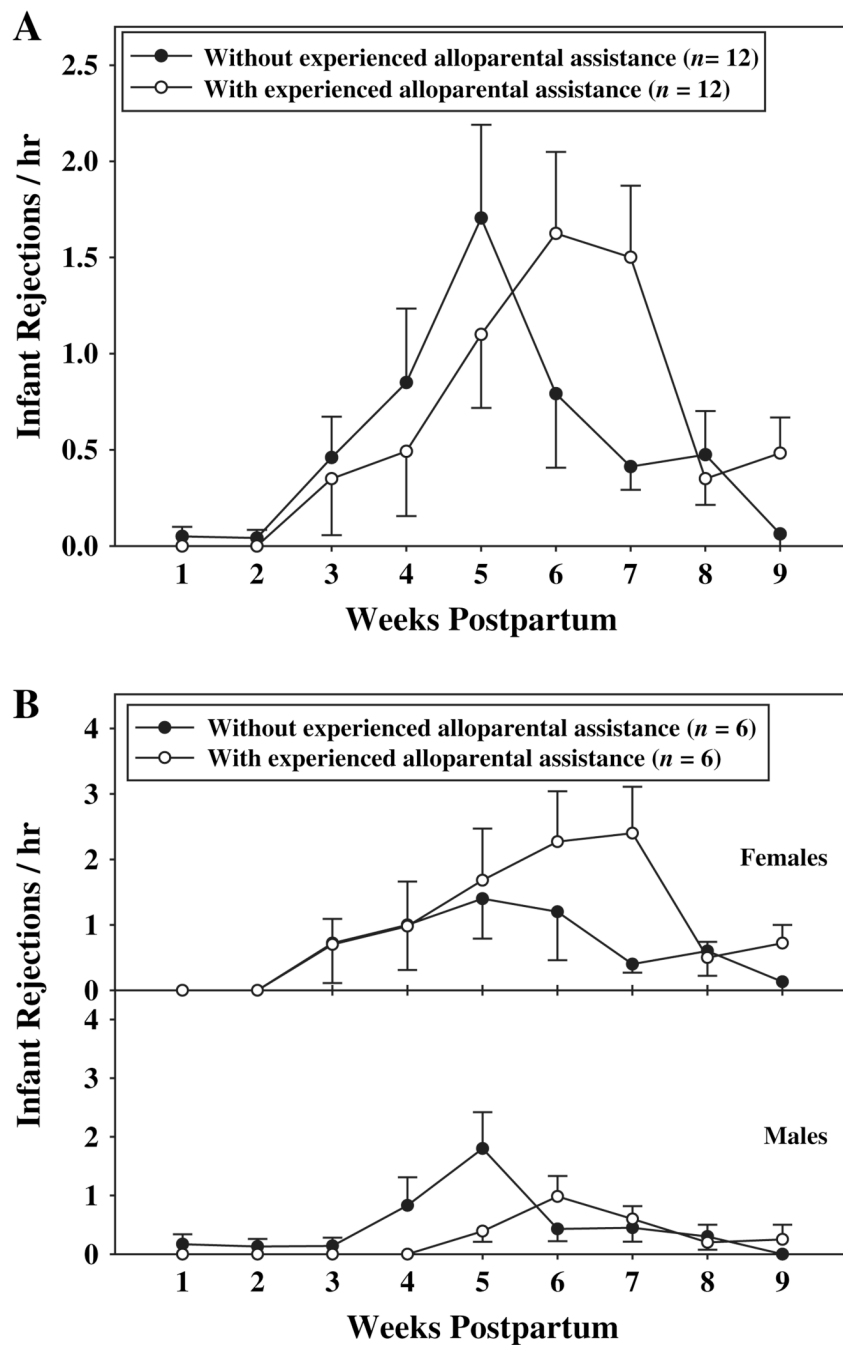 A
Without experienced alloparental assistance (n= 12)
With experienced alloparental assistance (n = 12)
Infant Rejections / hr
2.5
2.0
1.5
1.0
0.5
0.0
1 2 3 4 5 6 7 8 9
Weeks Postpartum
B
Without experienced alloparental assistance (n = 6)
With experienced alloparental assistance (n = 6)
Infant Rejections / hr
4
3
2
1
0
Females
4
3
2
1
0
Males
1 2 3 4 5 6 7 8 9
Weeks Postpartum